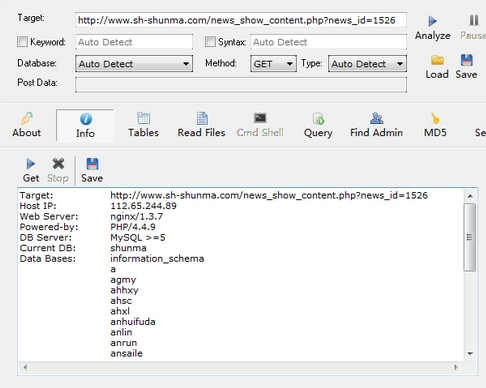 Target: http://www.sh-shunma.com/news_show_content.php?news_id=1526
Analyze Pause
Keyword: Auto Detect Syntax: Auto Detect
Database: Auto Detect Method: GET Type: Auto Detect
Load Save
Post Data:
About Info Tables Read Files Cmd Shell Query Find Admin MD5 Se
Get Stop Save
Target: http://www.sh-shunma.com/news_show_content.php?news_id=1526
Host IP: 112.65.244.89
Web Server: nginx/1.3.7
Powered-by: PHP/4.4.9
DB Server: MySQL >=5
Current DB: shunma
Data Bases: information_schema
a
agmy
ahhxy
ahsc
ahxl
anhuifuda
anlin
anrun
ansaile